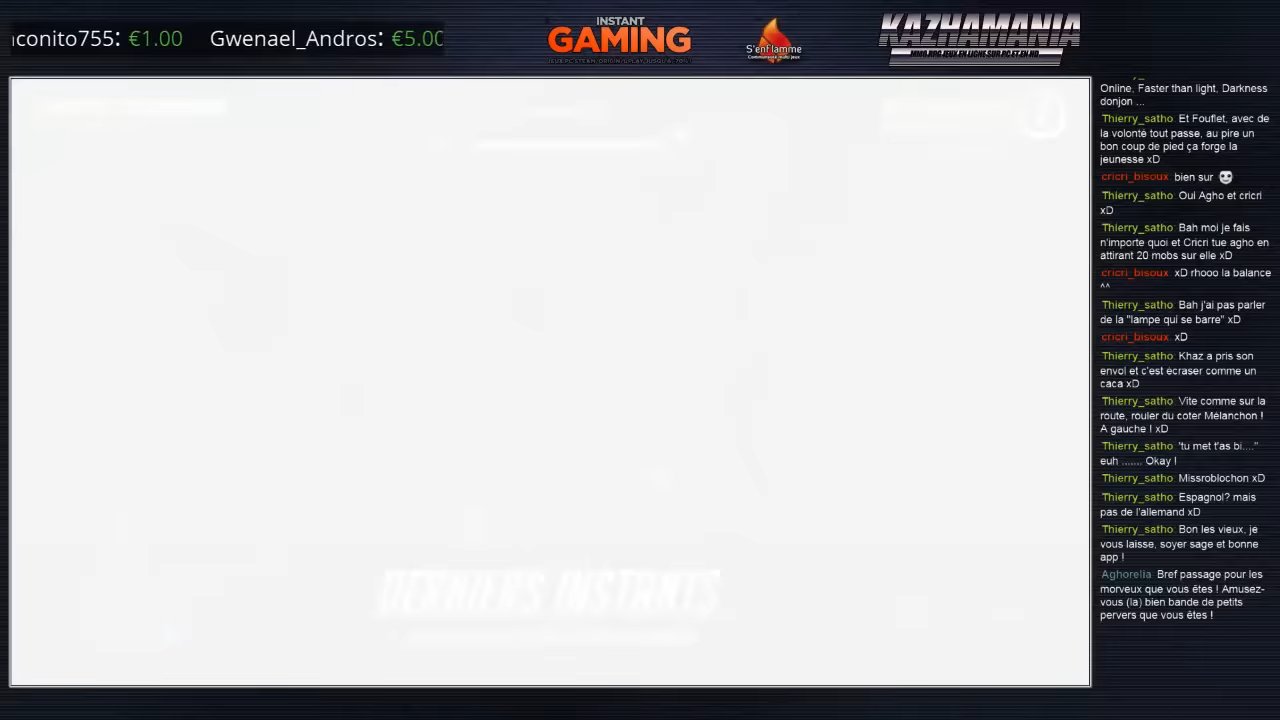 conito755: €1.00 Gwenael_Andros: €5.00
INSTANT
GAMING
S'enflamme
Communauté multi jeux
KAZHAMANIA
Online, Faster than light, Darkness
donjon ...
Thierry_satho Et Fouflet, avec de
la volonté tout passe, au pire un
bon coup de pied ça forge la
jeunesse xD
cricri_bisoux bien sur
Thierry_satho Oui Agho et cricri
xD
Thierry_satho Bah moi je fais
n'importe quoi et Cricri tue agho en
attirant 20 mobs sur elle xD
cricri_bisoux xD rhooo la balance
^^
Thierry_satho Bah j'ai pas parler
de la "lampe qui se barre" xD
cricri_bisoux xD
Thierry_satho Khaz a pris son
envol et c'est écraser comme un
caca xD
Thierry_satho Vite comme sur la
route, rouler du coter Mélanchon !
A gauche ! xD
Thierry_satho 'tu met t'as bi...."
euh ....... Okay !
Thierry_satho Missroblochon xD
Thierry_satho Espagnol? mais
pas de l'allemand xD
Thierry_satho Bon les vieux, je
vous laisse, soyer sage et bonne
app !
Aghorelia Bref passage pour les
morveux que vous êtes ! Amusez-
vous (la) bien bande de petits
pervers que vous êtes !
DERNIERS INSTANTS